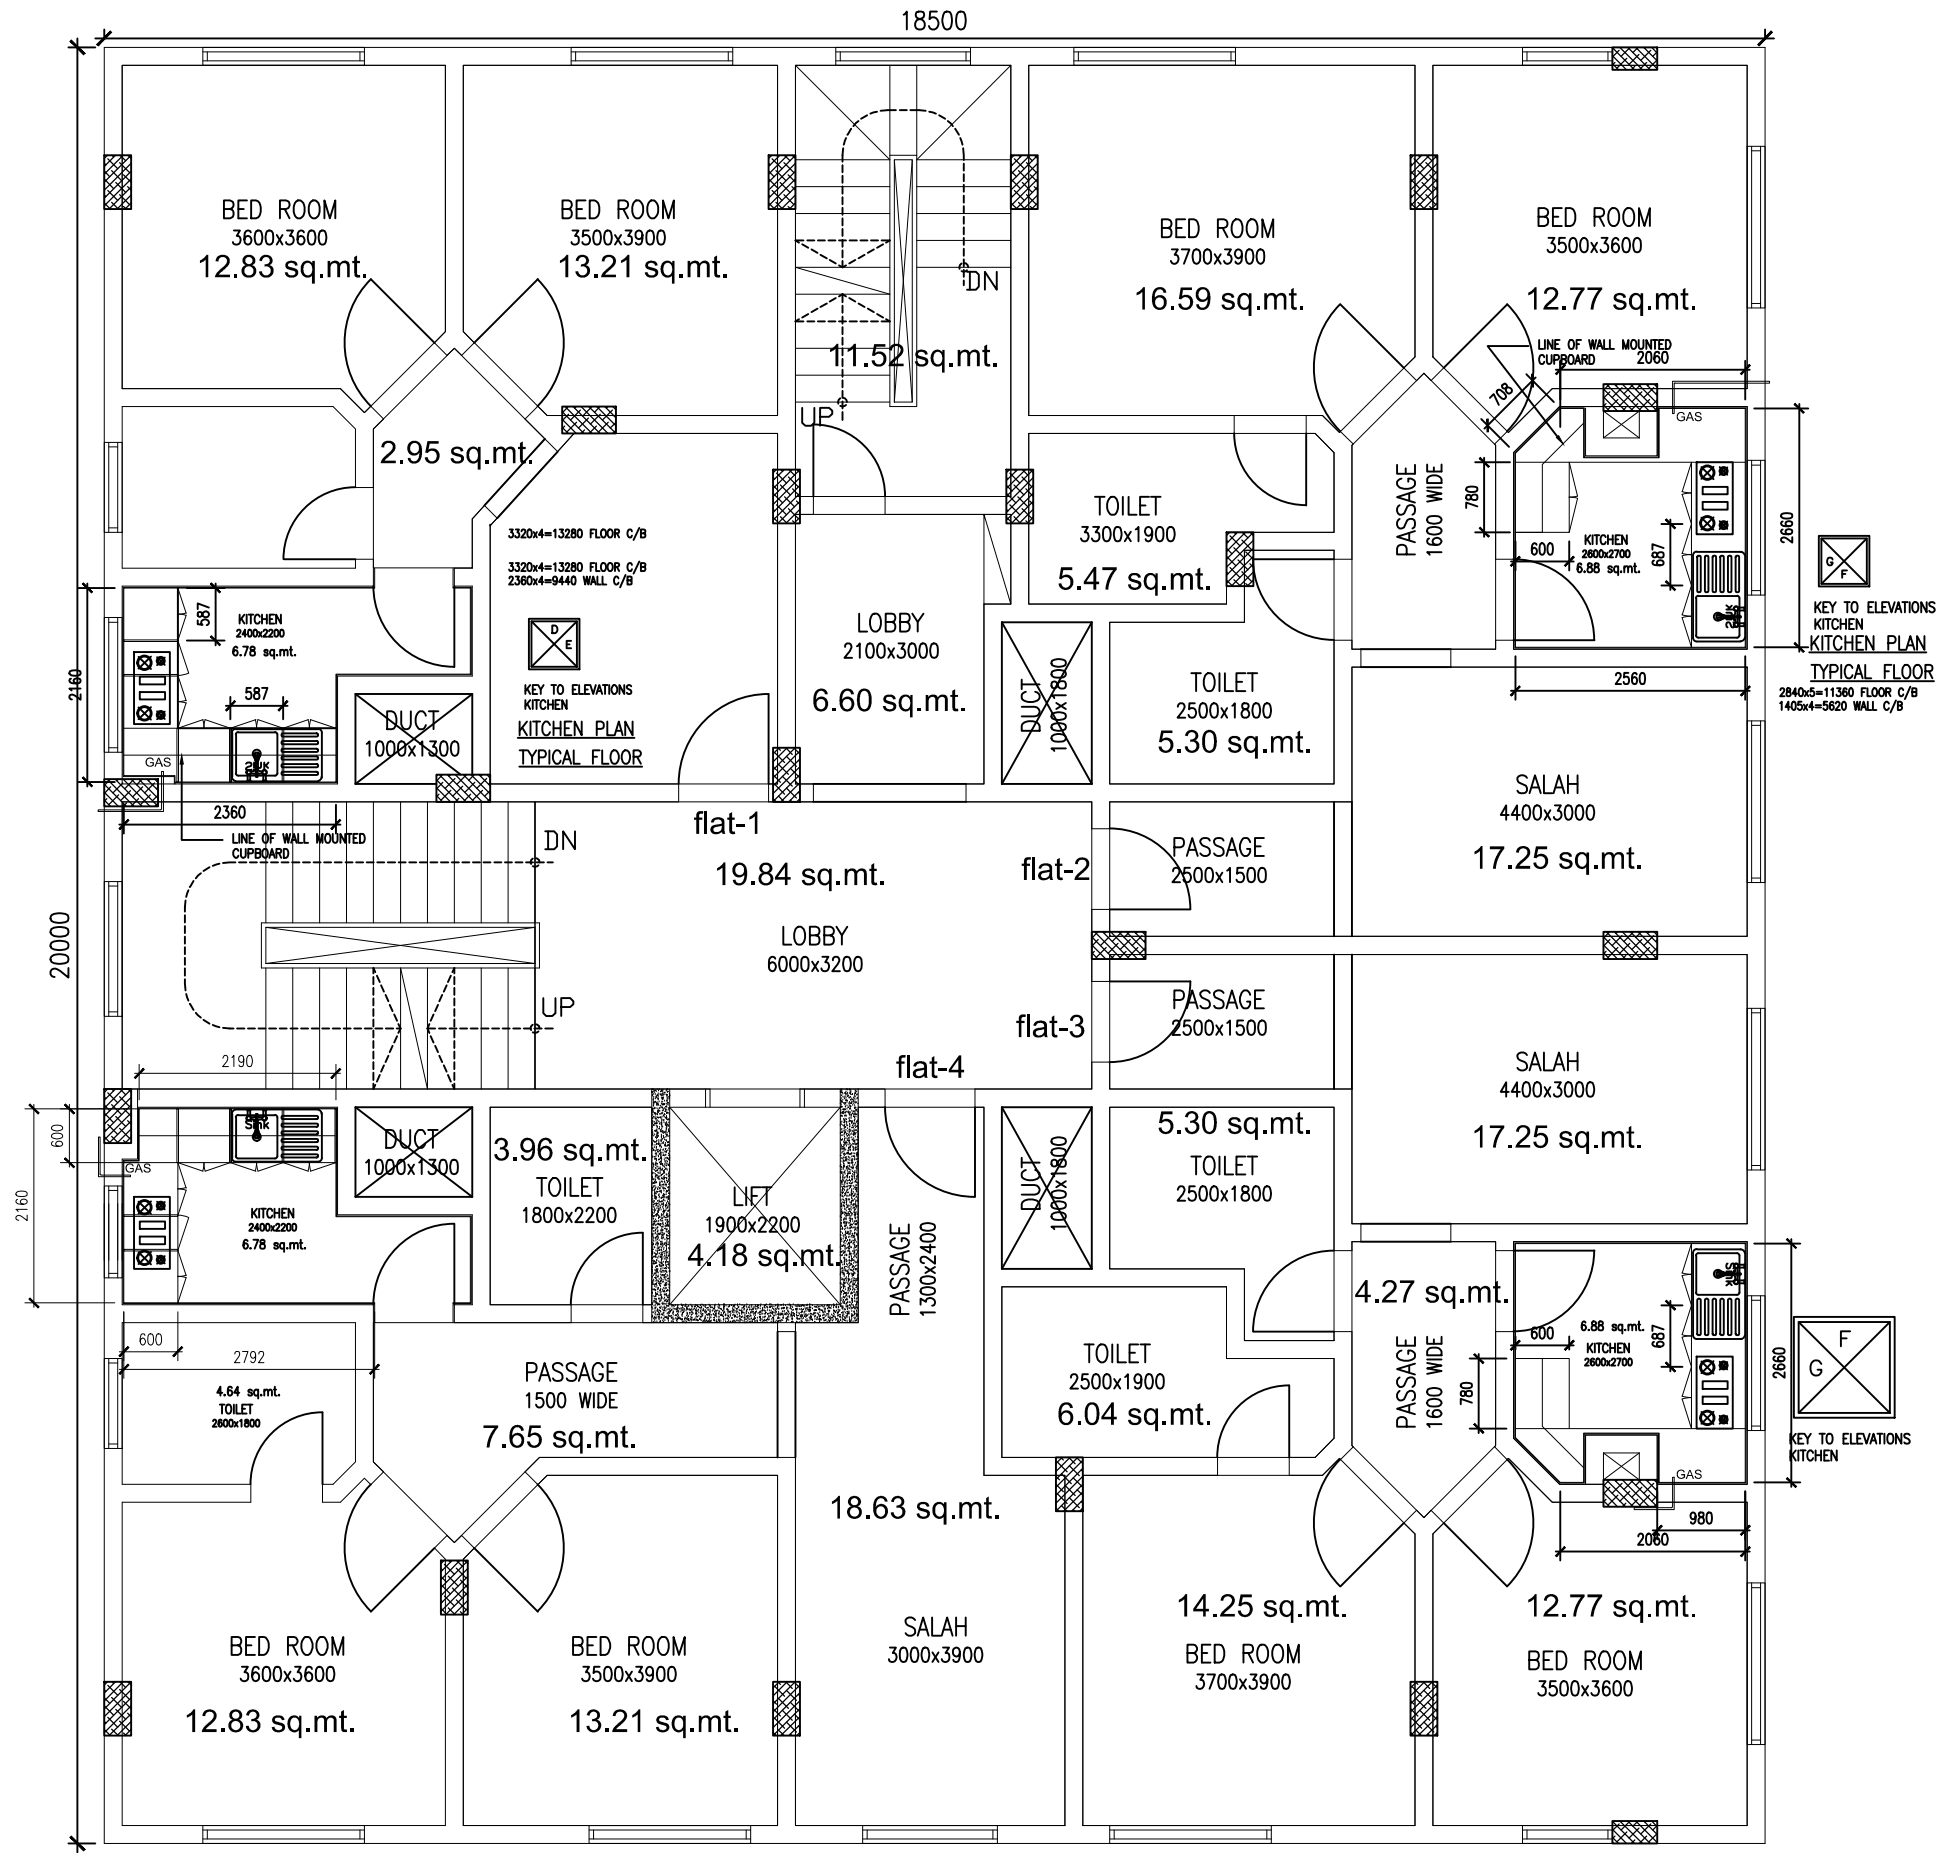 18500
BED ROOM
3600x3600
12.83 sq.mt.
BED ROOM
3500x3900
13.21 sq.mt.
DN
11.52 sq.mt.
UP
BED ROOM
3700x3900
16.59 sq.mt.
BED ROOM
3500x3600
12.77 sq.mt.
LINE OF WALL MOUNTED
CUPBOARD
2060
708
GAS
2.95 sq.mt.
3320x4=13280 FLOOR C/B
3320x4=13280 FLOOR C/B
2360x4=9440 WALL C/B
D
E
KEY TO ELEVATIONS
KITCHEN
KITCHEN PLAN
TYPICAL FLOOR
TOILET
3300x1900
5.47 sq.mt.
PASSAGE
1600 WIDE
780
600
KITCHEN
2600x2700
6.88 sq.mt.
687
Sink
2660
2560
G
F
KEY TO ELEVATIONS
KITCHEN
KITCHEN PLAN
TYPICAL FLOOR
2840x5=11360 FLOOR C/B
1405x4=5620 WALL C/B
587
KITCHEN
2400x2200
6.78 sq.mt.
2160
587
GAS
Sink
2360
LINE OF WALL MOUNTED
CUPBOARD
DUCT
1000x1300
LOBBY
2100x3000
6.60 sq.mt.
DUCT
1000x1800
TOILET
2500x1800
5.30 sq.mt.
SALAH
4400x3000
17.25 sq.mt.
flat-1
DN
19.84 sq.mt.
LOBBY
6000x3200
flat-2
PASSAGE
2500x1500
20000
UP
flat-3
PASSAGE
2500x1500
flat-4
SALAH
4400x3000
17.25 sq.mt.
2190
600
2160
GAS
Sink
KITCHEN
2400x2200
6.78 sq.mt.
DUCT
1000x1300
3.96 sq.mt.
TOILET
1800x2200
LIFT
1900x2200
4.18 sq.mt.
PASSAGE
1300x2400
DUCT
1000x1800
5.30 sq.mt.
TOILET
2500x1800
4.27 sq.mt.
PASSAGE
1600 WIDE
600
780
6.88 sq.mt.
KITCHEN
2600x2700
687
Sink
2660
GAS
980
2060
F
G
KEY TO ELEVATIONS
KITCHEN
600
2792
4.64 sq.mt.
TOILET
2600x1800
PASSAGE
1500 WIDE
7.65 sq.mt.
TOILET
2500x1900
6.04 sq.mt.
18.63 sq.mt.
SALAH
3000x3900
BED ROOM
3600x3600
12.83 sq.mt.
BED ROOM
3500x3900
13.21 sq.mt.
14.25 sq.mt.
BED ROOM
3700x3900
12.77 sq.mt.
BED ROOM
3500x3600